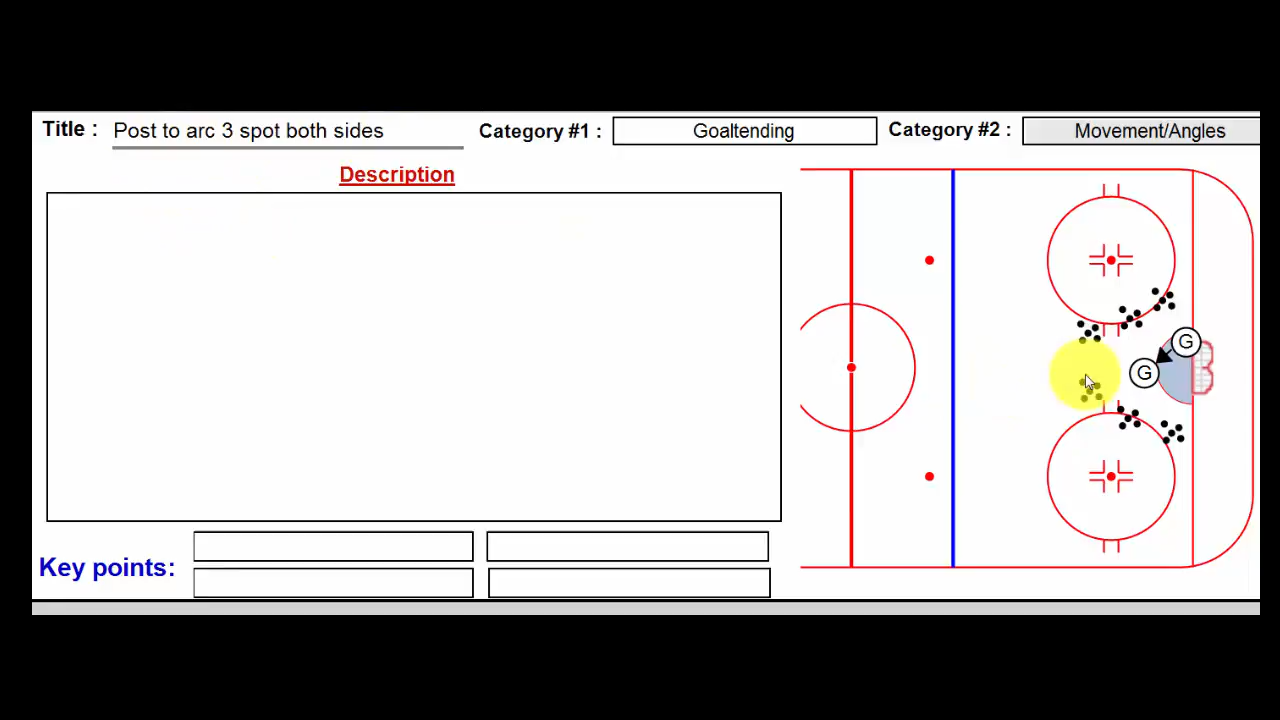 Title : Post to arc 3 spot both sides Category #1 : Goaltending Category #2 : Movement/Angles
Description
G
G
Key points: